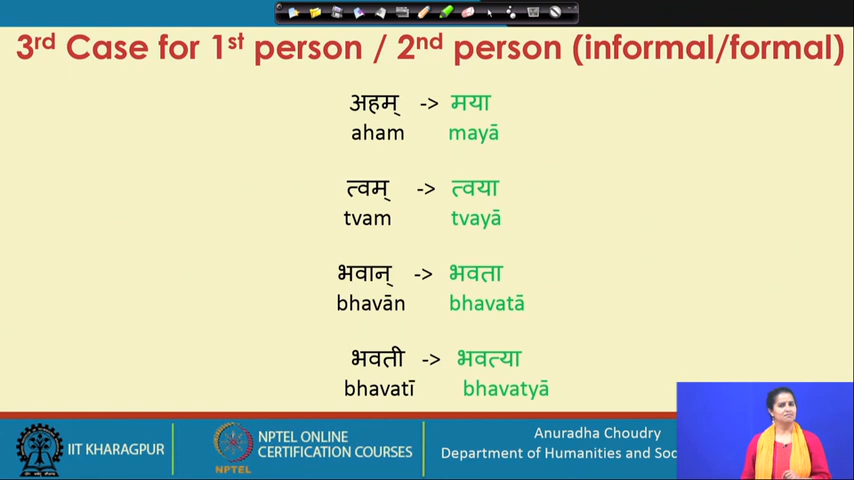 3rd Case for 1st person / 2nd person (informal/formal)
अहम् -> मया
aham mayā
त्वम् -> त्वया
tvam tvayā
भवान् -> भवता
bhavān bhavatā
भवती -> भवत्या
bhavatī bhavatyā
IIT KHARAGPUR
NPTEL
NPTEL ONLINE
CERTIFICATION COURSES
Anuradha Choudry
Department of Humanities and